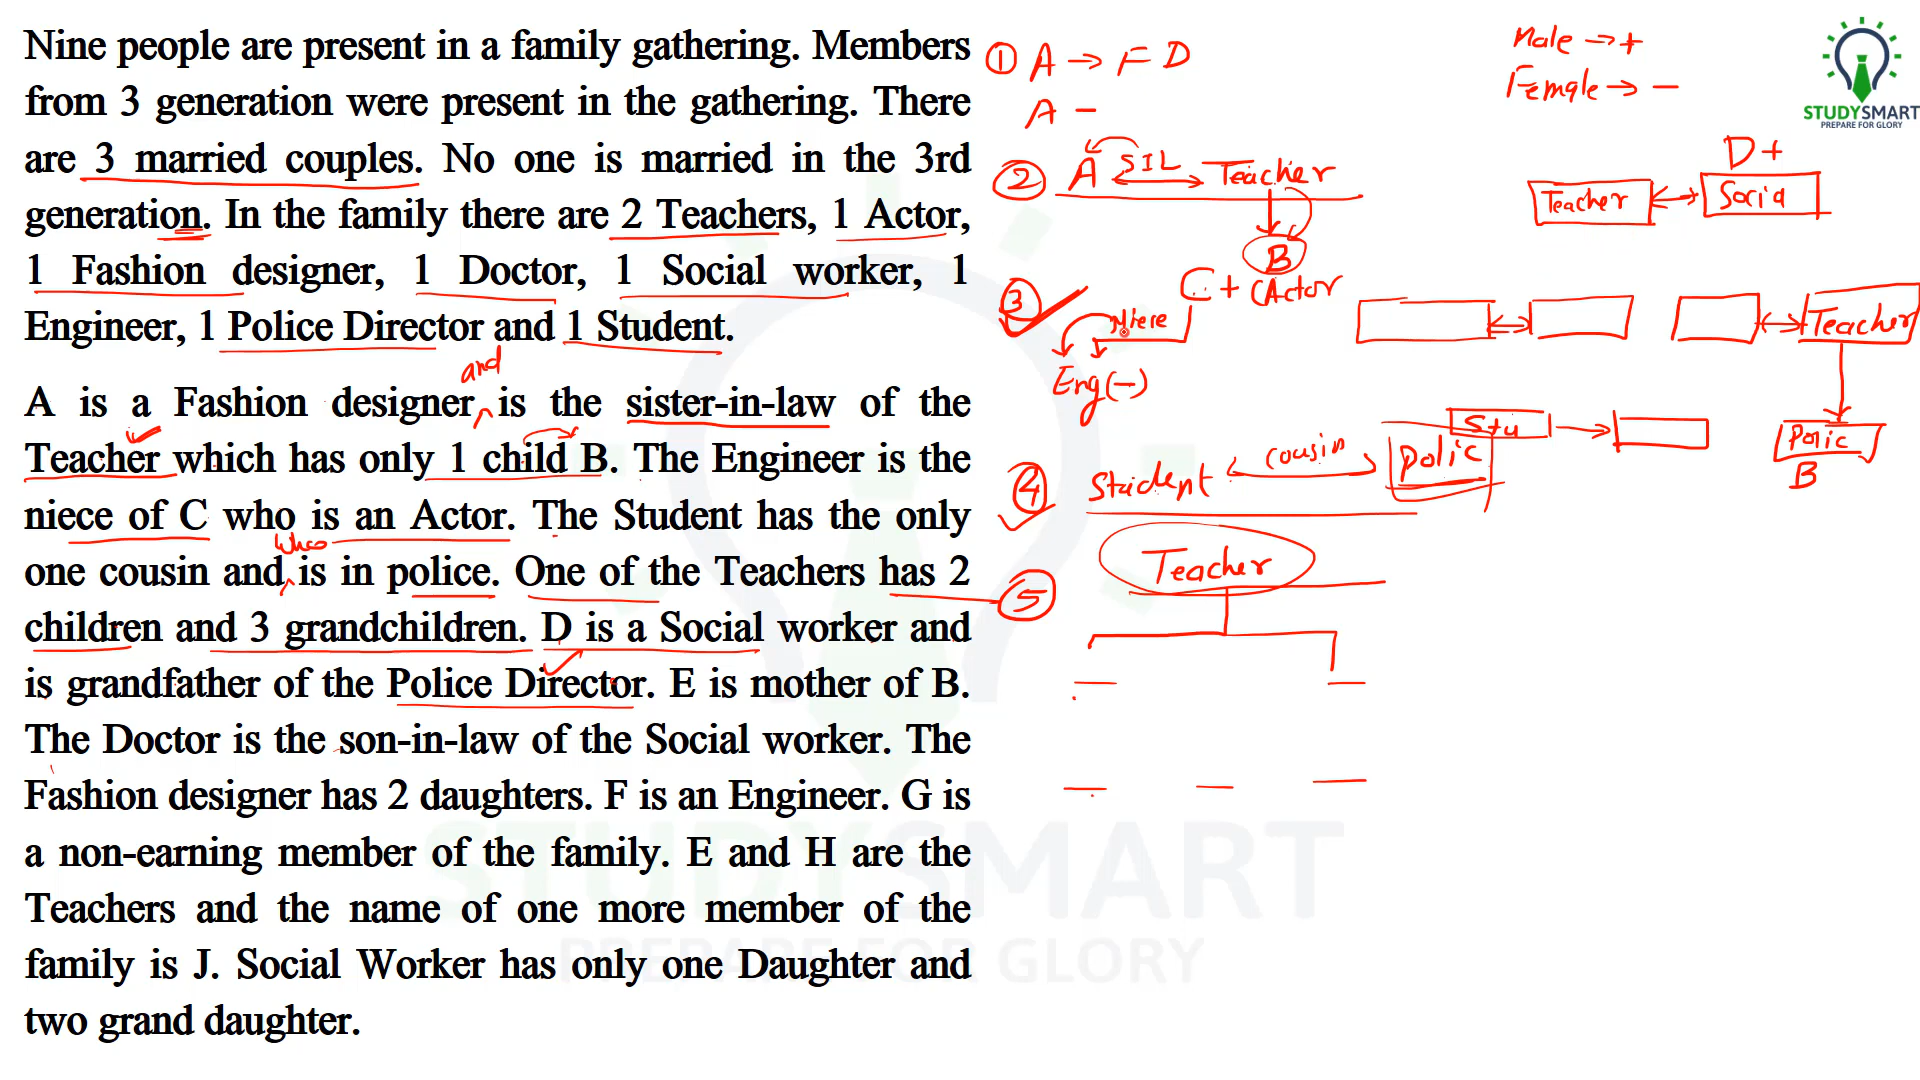 Nine people are present in a family gathering. Members
from 3 generation were present in the gathering. There
are 3 married couples. No one is married in the 3rd
generation. In the family there are 2 Teachers, 1 Actor,
1 Fashion designer, 1 Doctor, 1 Social worker, 1
Engineer, 1 Police Director and 1 Student.
and
A is a Fashion designer is the sister-in-law of the
Teacher which has only 1 child B. The Engineer is the
niece of C who is an Actor. The Student has the only
who
one cousin and is in police. One of the Teachers has 2
children and 3 grandchildren. D is a Social worker and
is grandfather of the Police Director. E is mother of B.
The Doctor is the son-in-law of the Social worker. The
Fashion designer has 2 daughters. F is an Engineer. G is
a non-earning member of the family. E and H are the
Teachers and the name of one more member of the
family is J. Social Worker has only one Daughter and
two grand daughter.
① A → F D
A -
② A SIL Teacher
B
③ C + (Actor
Niece
Eng (-)
④ Student cousin Polic
⑤ Teacher
Male → +
Female → -
STUDYSMART
PREPARE FOR GLORY
D +
Teacher Social
Teacher
Stu
Polic
B
STUDYSMART
PREPARE FOR GLORY